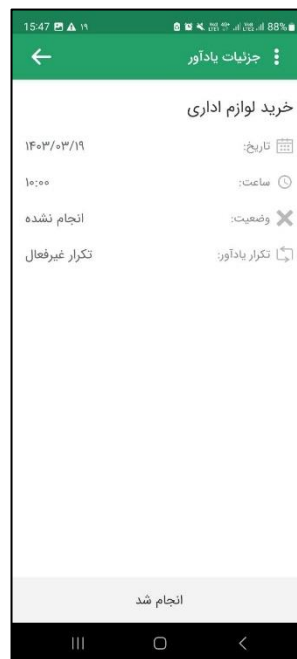 15:47 ۱۹ 88%
جزئیات یادآور
خرید لوازم اداری
تاریخ: ۱۴۰۳/۰۳/۱۹
ساعت: ۱۰:۰۰
وضعیت: انجام نشده
تکرار یادآور: تکرار غیرفعال
انجام شد